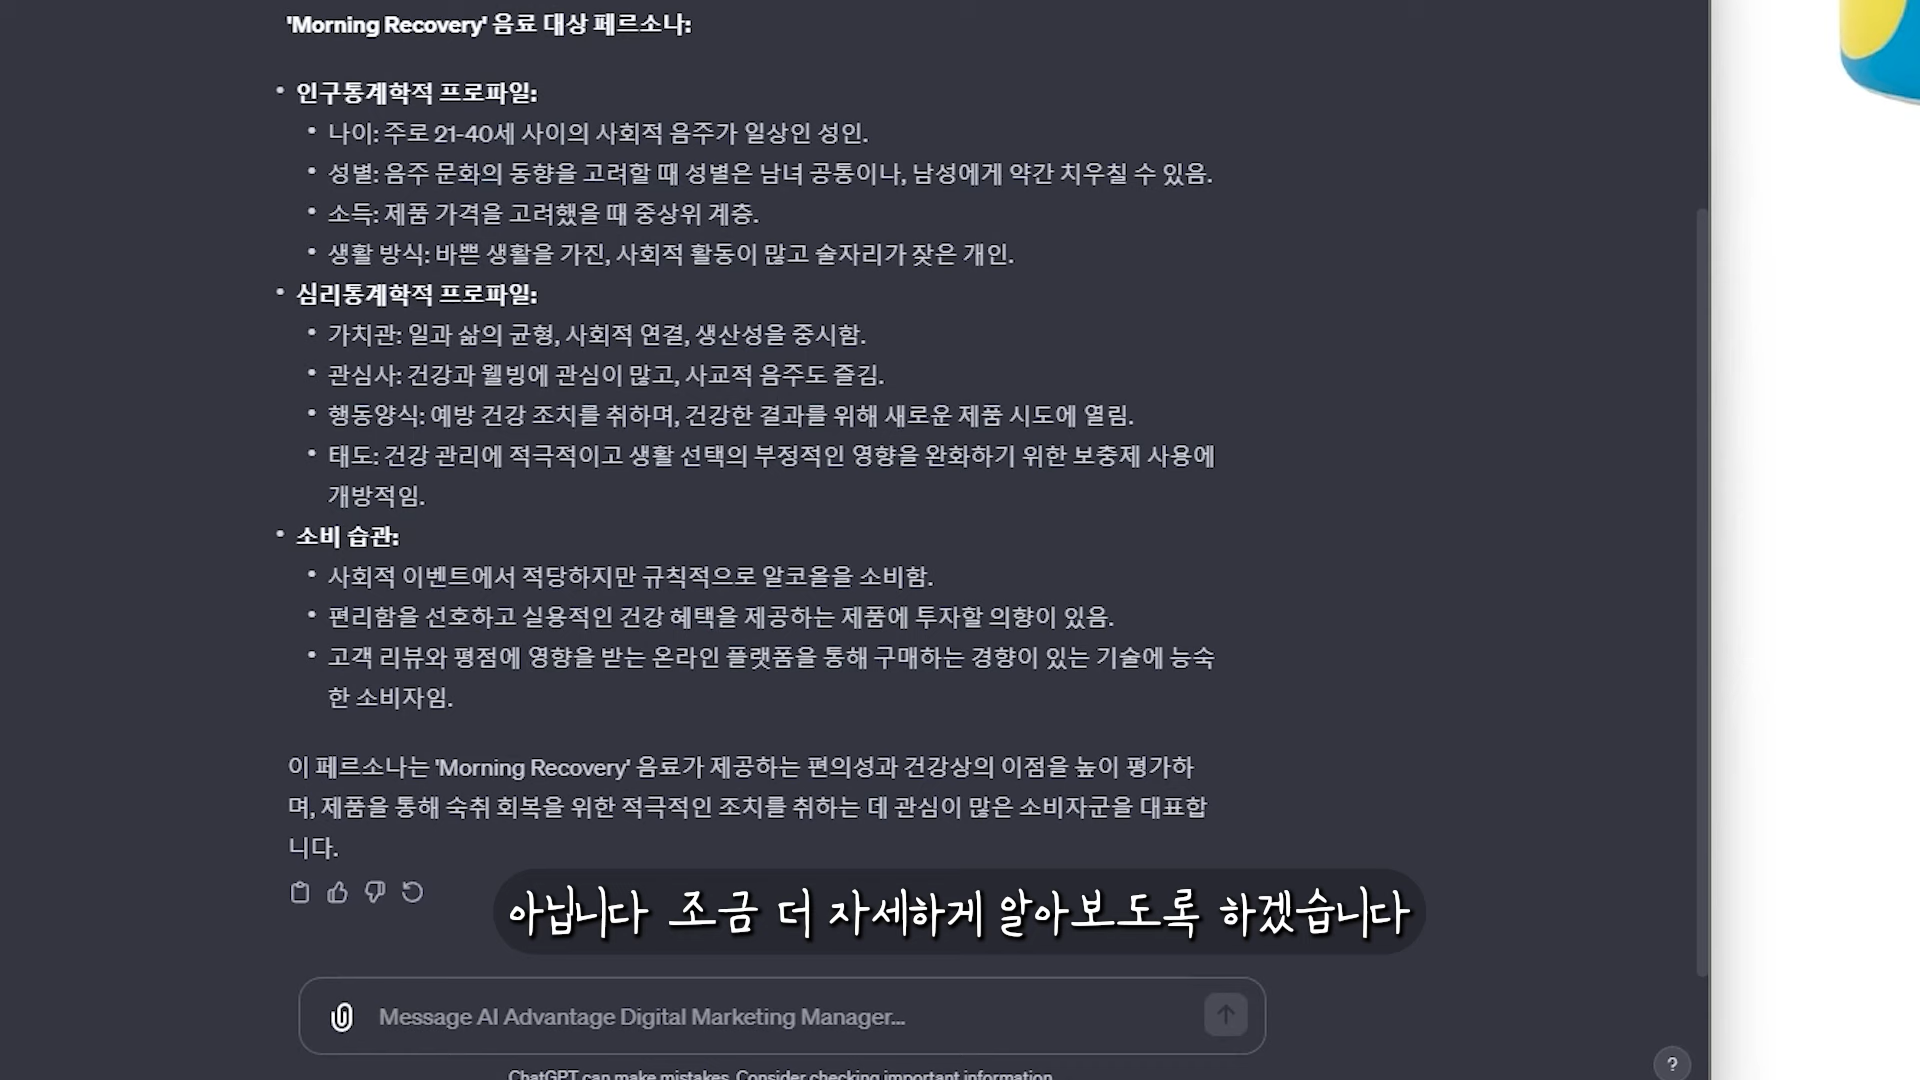 'Morning Recovery' 음료 대상 페르소나:
• 인구통계학적 프로파일:
• 나이: 주로 21-40세 사이의 사회적 음주가 일상인 성인.
• 성별: 음주 문화의 동향을 고려할 때 성별은 남녀 공통이나, 남성에게 약간 치우칠 수 있음.
• 소득: 제품 가격을 고려했을 때 중상위 계층.
• 생활 방식: 바쁜 생활을 가진, 사회적 활동이 많고 술자리가 잦은 개인.
• 심리통계학적 프로파일:
• 가치관: 일과 삶의 균형, 사회적 연결, 생산성을 중시함.
• 관심사: 건강과 웰빙에 관심이 많고, 사교적 음주도 즐김.
• 행동양식: 예방 건강 조치를 취하며, 건강한 결과를 위해 새로운 제품 시도에 열림.
• 태도: 건강 관리에 적극적이고 생활 선택의 부정적인 영향을 완화하기 위한 보충제 사용에
개방적임.
• 소비 습관:
• 사회적 이벤트에서 적당하지만 규칙적으로 알코올을 소비함.
• 편리함을 선호하고 실용적인 건강 혜택을 제공하는 제품에 투자할 의향이 있음.
• 고객 리뷰와 평점에 영향을 받는 온라인 플랫폼을 통해 구매하는 경향이 있는 기술에 능숙
한 소비자임.
이 페르소나는 'Morning Recovery' 음료가 제공하는 편의성과 건강상의 이점을 높이 평가하
며, 제품을 통해 숙취 회복을 위한 적극적인 조치를 취하는 데 관심이 많은 소비자군을 대표합
니다.
아닙니다 조금 더 자세하게 알아보도록 하겠습니다
Message AI Advantage Digital Marketing Manager...
?
ChatGPT can make mistakes. Consider checking important information.